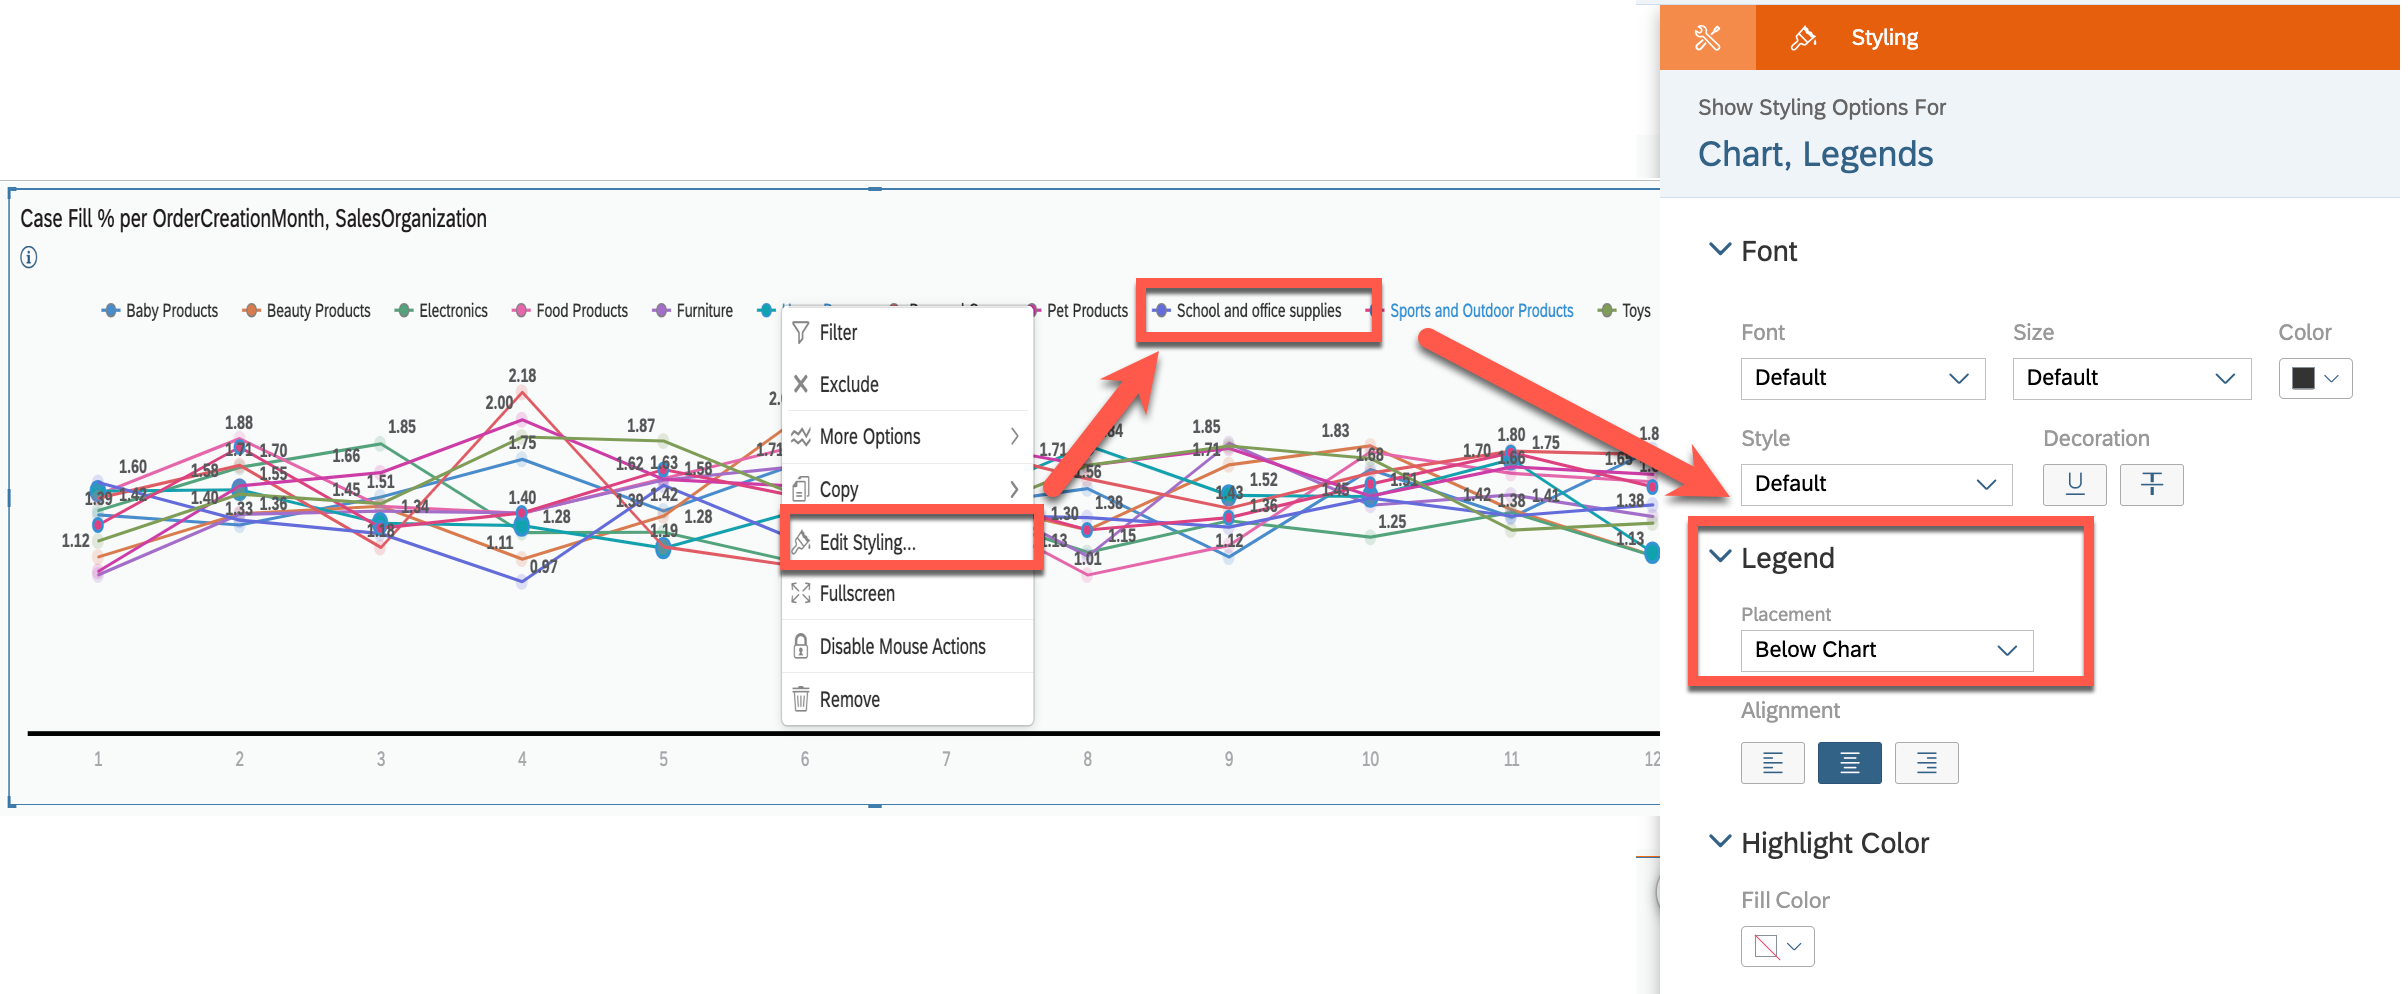 Styling
Show Styling Options For
Chart, Legends
Case Fill % per OrderCreationMonth, SalesOrganization
Baby Products Beauty Products Electronics Food Products Furniture Pet Products School and office supplies Sports and Outdoor Products Toys
Filter
Exclude
More Options
Copy
Edit Styling...
Fullscreen
Disable Mouse Actions
Remove
2.18
2.00
1.88
1.85
1.87
1.85
1.83
1.80
1.75
1.71
1.70
1.75
1.71
1.71
1.71
1.68
1.70
1.66
1.60
1.58
1.55
1.66
1.51
1.62
1.63
1.58
1.56
1.52
1.51
1.66
1.39
1.42
1.40
1.45
1.40
1.39
1.42
1.38
1.43
1.45
1.42
1.38
1.41
1.38
1.33
1.36
1.34
1.28
1.28
1.30
1.36
1.25
1.12
1.18
1.11
1.19
1.13
1.15
1.12
1.13
0.97
1.01
1 2 3 4 5 6 7 8 9 10 11 12
Font
Font Size Color
Default Default
Style Decoration
Default U T
Legend
Placement
Below Chart
Alignment
Highlight Color
Fill Color